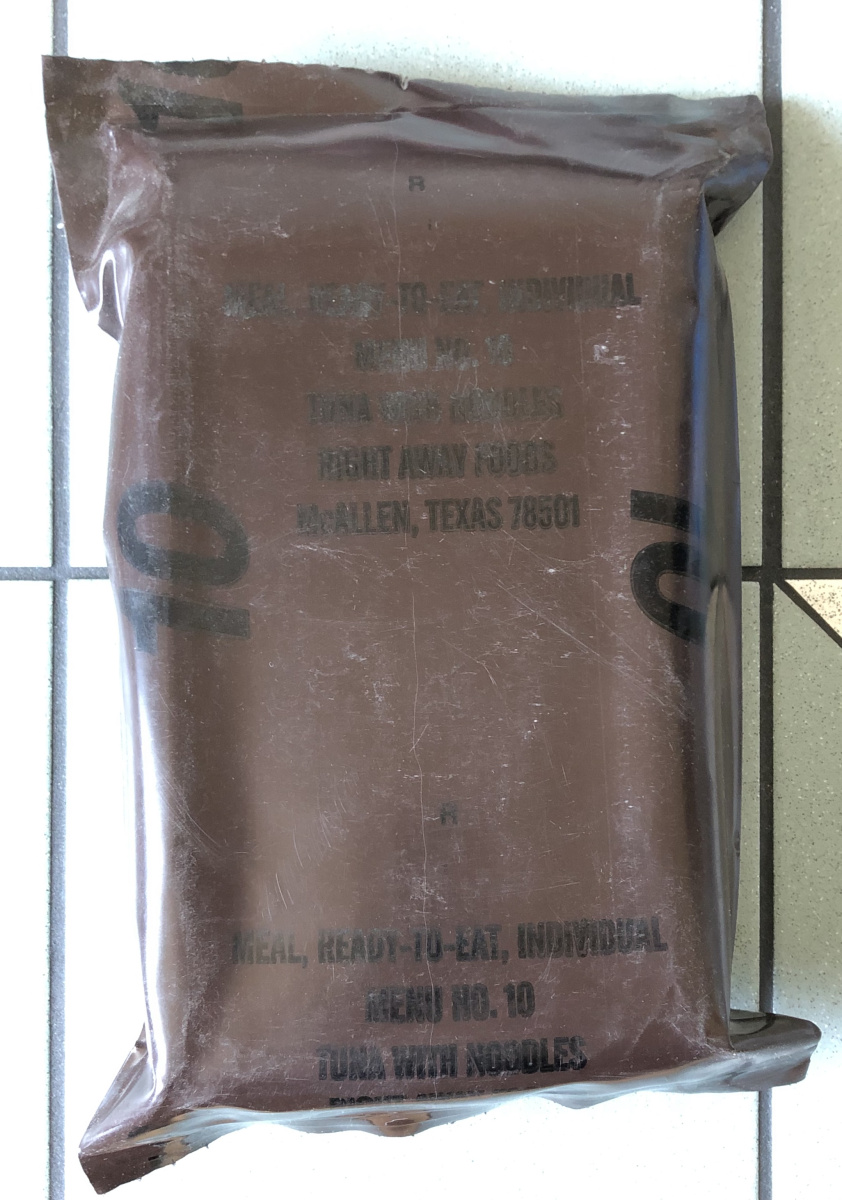 R
MEAL, READY-TO-EAT, INDIVIDUAL
MENU NO. 10
TUNA WITH NOODLES
RIGHT AWAY FOODS
McALLEN, TEXAS 78501
10
10
R
MEAL, READY-TO-EAT, INDIVIDUAL
MENU NO. 10
TUNA WITH NOODLES